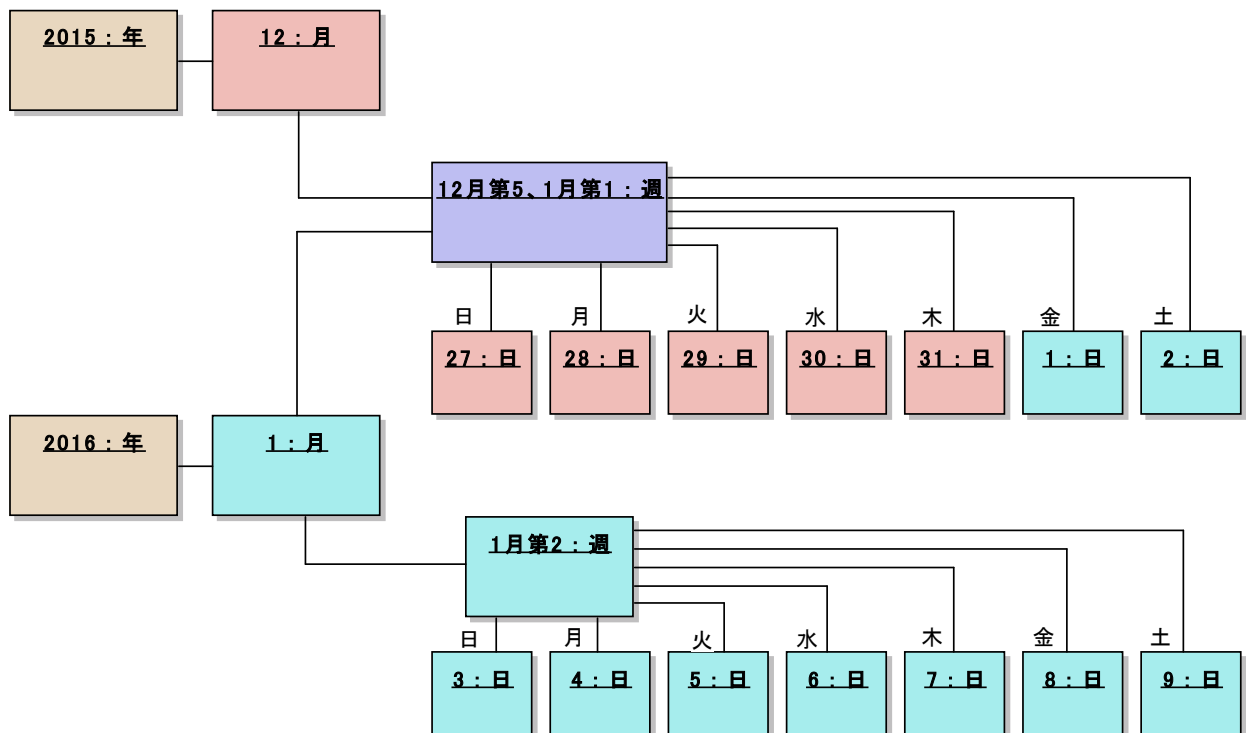 2015：年
12：月
12月第5、1月第1：週
日
月
火
水
木
金
土
27：日
28：日
29：日
30：日
31：日
1：日
2：日
2016：年
1：月
1月第2：週
日
月
火
水
木
金
土
3：日
4：日
5：日
6：日
7：日
8：日
9：日